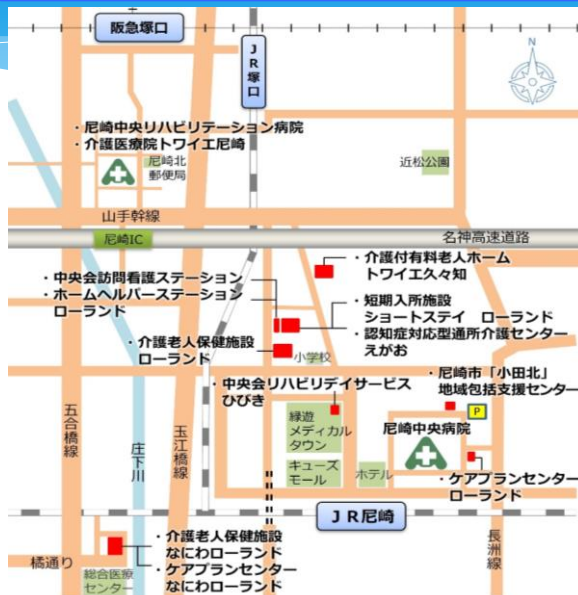 阪急塚口
JR塚口
N
・尼崎中央リハビリテーション病院
・介護医療院トワイエ尼崎
尼崎北
郵便局
近松公園
山手幹線
尼崎IC
名神高速道路
・介護付有料老人ホーム
トワイエ久々知
・中央会訪問看護ステーション
・ホームヘルパーステーション
ローランド
・短期入所施設
ショートステイ ローランド
・認知症対応型通所介護センター
えがお
・介護老人保健施設
ローランド
小学校
・中央会リハビリデイサービス
ひびき
・尼崎市「小田北」
地域包括支援センター
P
五合橋線
庄下川
玉江橋線
緑遊
メディカル
タウン
尼崎中央病院
キューズ
モール
ホテル
・ケアプランセンター
ローランド
JR尼崎
長洲線
橘通り
・介護老人保健施設
なにわローランド
・ケアプランセンター
なにわローランド
総合医療
センター